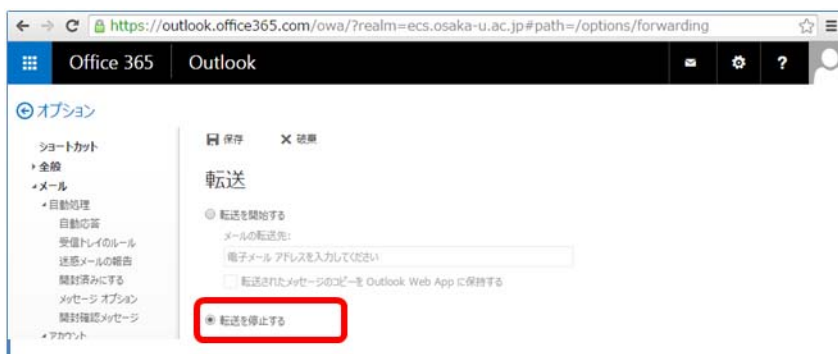 https://outlook.office365.com/owa/?realm=ecs.osaka-u.ac.jp#path=/options/forwarding
Office 365 Outlook ?
オプション
ショートカット
全般
メール
自動処理
自動応答
受信トレイのルール
迷惑メールの報告
開封済みにする
メッセージ オプション
開封確認メッセージ
アカウント
保存 破棄
転送
転送を開始する
メールの転送先:
電子メール アドレスを入力してください
転送されたメッセージのコピーを Outlook Web App に保持する
転送を停止する